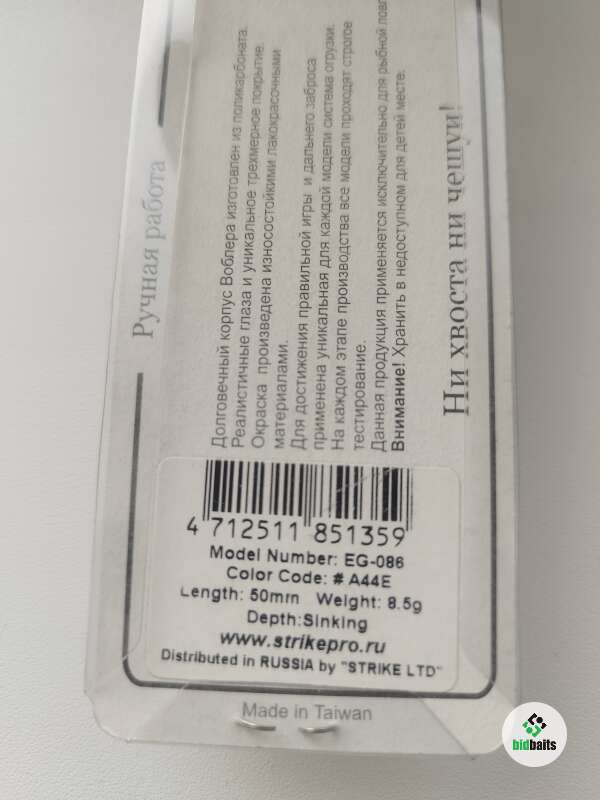 Ручная работа
Долговечный корпус Воблера изготовлен из поликарбоната.
Реалистичные глаза и уникальное трехмерное покрытие.
Окраска произведена износостойкими лакокрасочными
материалами.
Для достижения правильной игры и дальнего заброса
применена уникальная для каждой модели система огрузки.
На каждом этапе производства все модели проходят строгое
тестирование.
Данная продукция применяется исключительно для рыбной
Внимание! Хранить в недоступном для детей месте.
Ни хвоста ни чешуи!
4 712511 851359
Model Number: EG-086
Color Code: # A44E
Length: 50mm Weight: 8.5g
Depth:Sinking
www.strikepro.ru
Distributed in RUSSIA by "STRIKE LTD"
Made in Taiwan
bidbaits